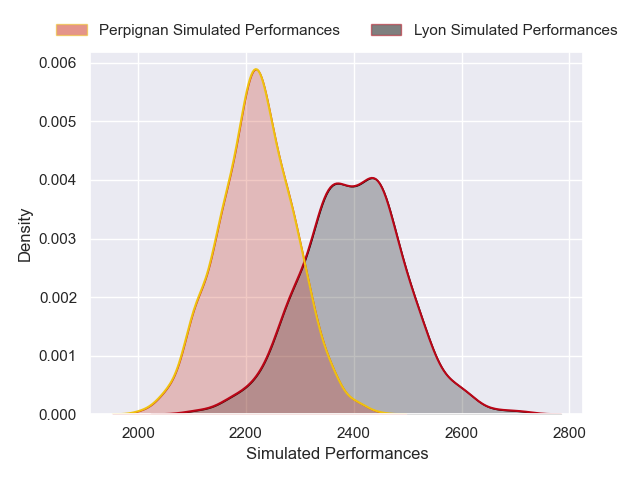 Perpignan Simulated Performances Lyon Simulated Performances
0.006
0.005
0.004
0.003
0.002
0.001
0.000
Density
2000 2200 2400 2600 2800
Simulated Performances